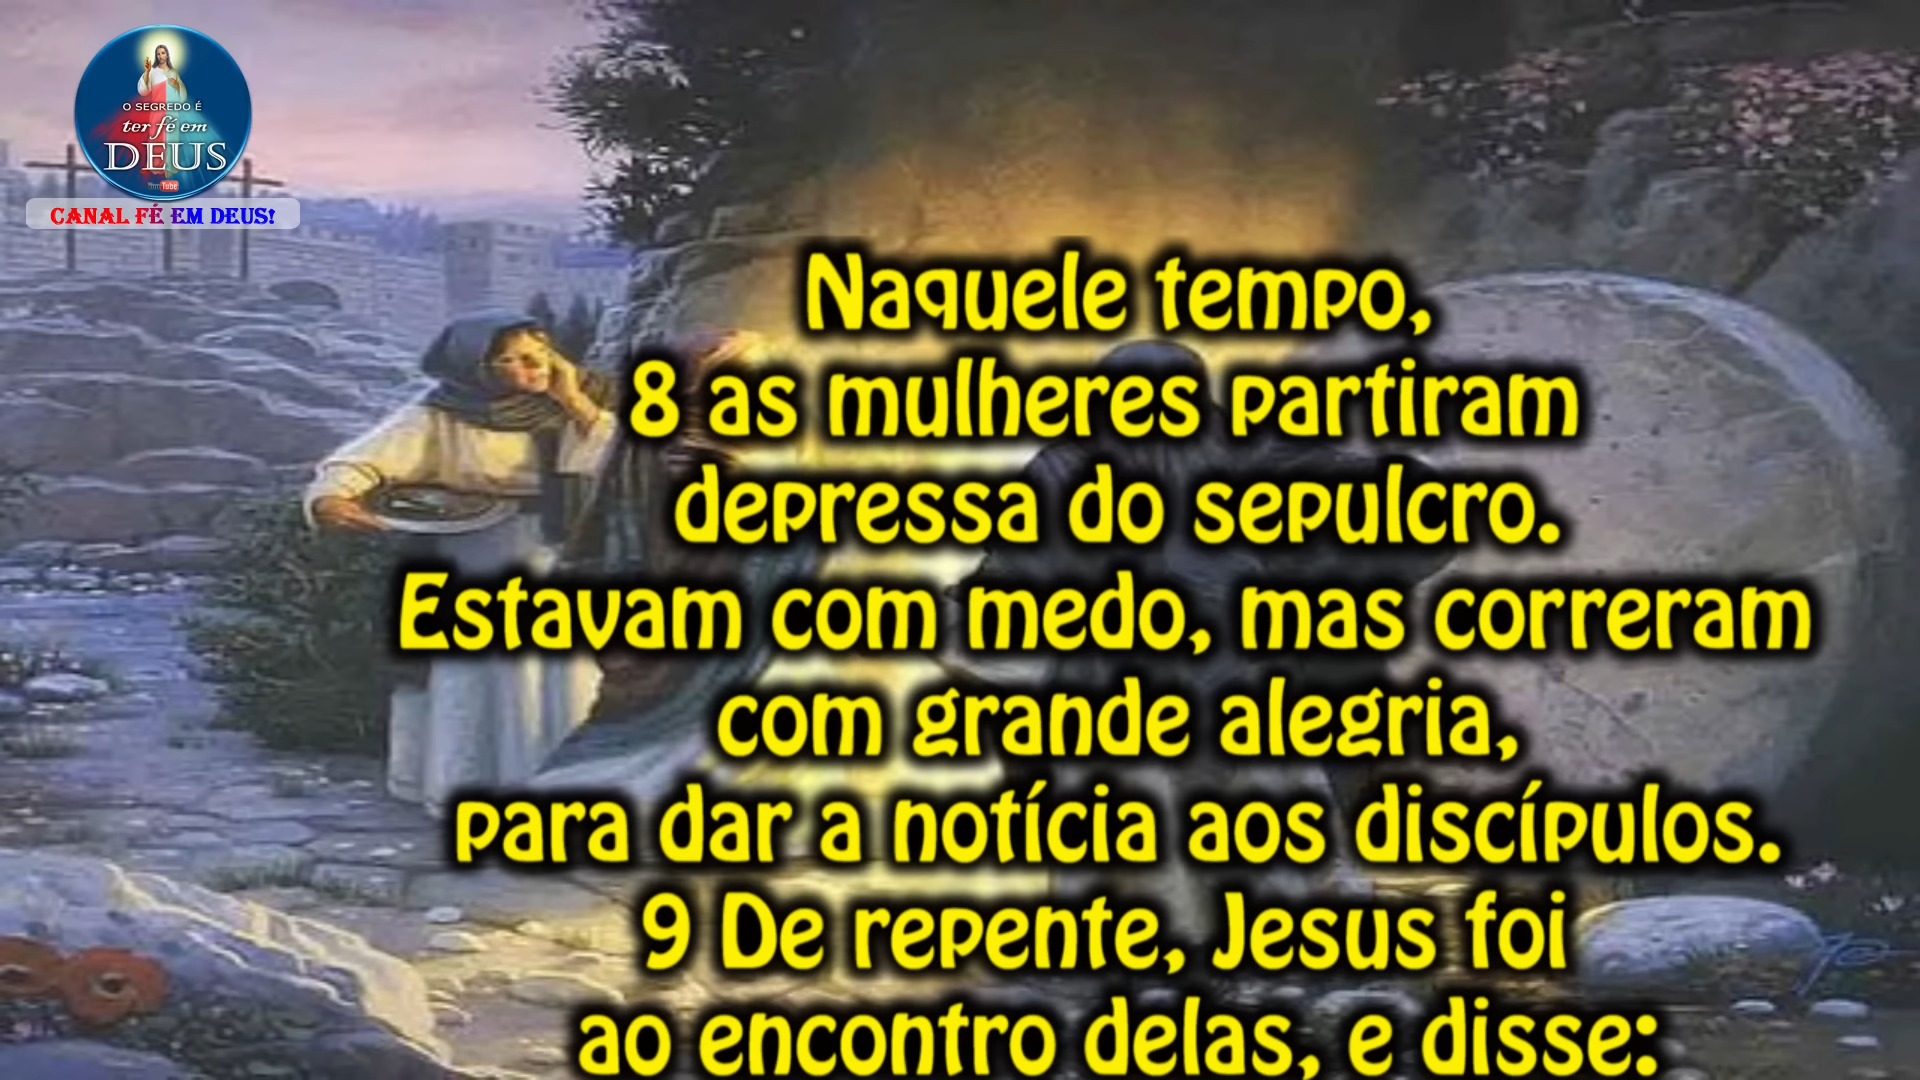 O SEGREDO É
ter fé em
DEUS
CANAL FÉ EM DEUS!
Naquele tempo,
8 as mulheres partiram
depressa do sepulcro.
Estavam com medo, mas correram
com grande alegria,
para dar a notícia aos discípulos.
9 De repente, Jesus foi
ao encontro delas, e disse: